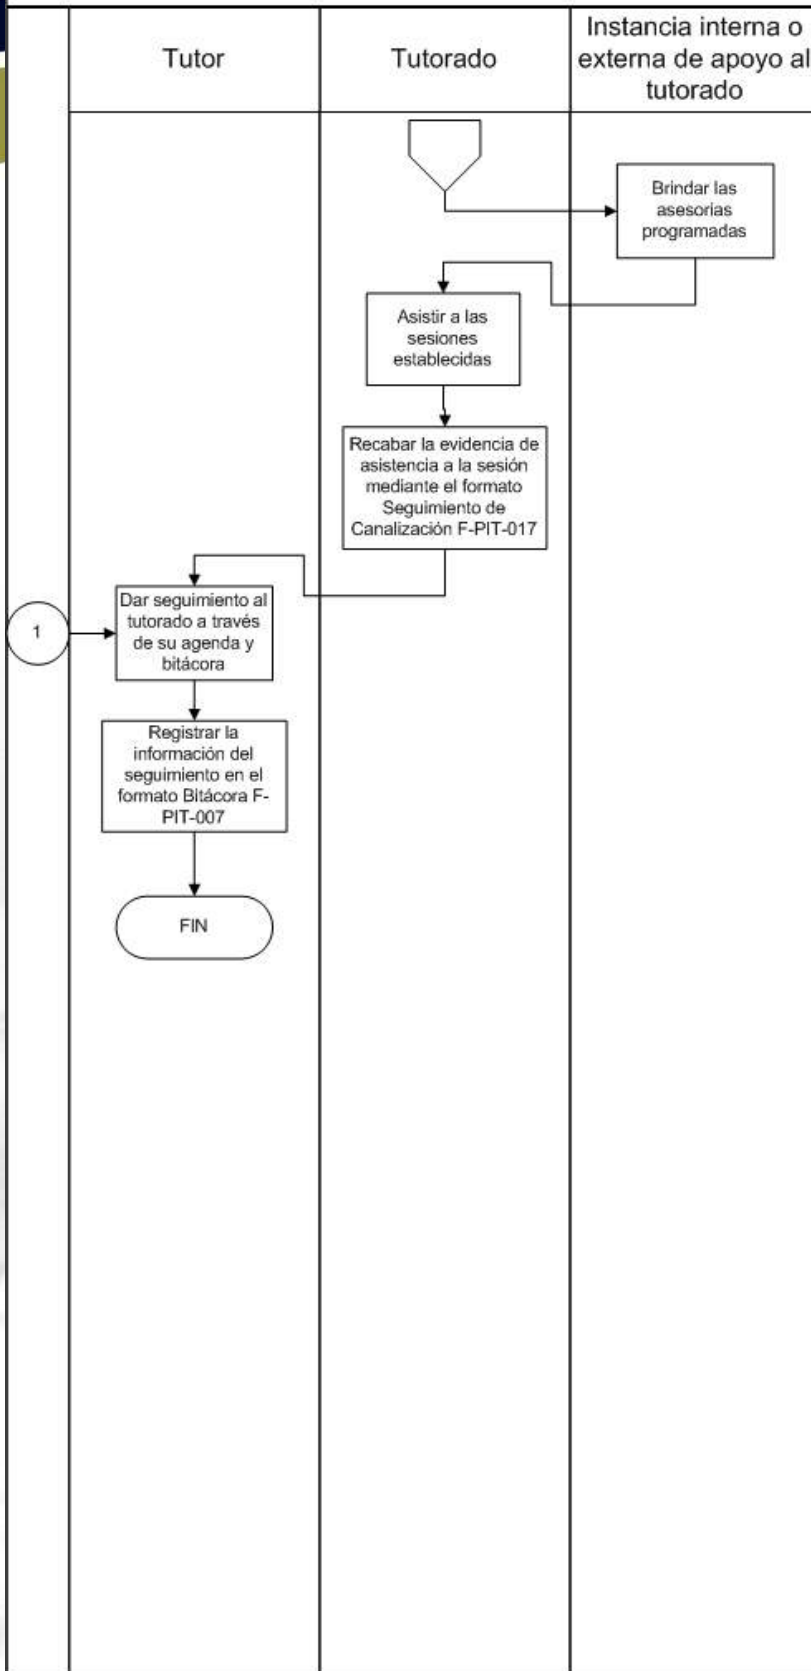 Tutor
Tutorado
Instancia interna o
externa de apoyo al
tutorado
Brindar las
asesorias
programadas
Asistir a las
sesiones
establecidas
Recabar la evidencia de
asistencia a la sesión
mediante el formato
Seguimiento de
Canalización F-PIT-017
1
Dar seguimiento al
tutorado a través
de su agenda y
bitácora
Registrar la
información del
seguimiento en el
formato Bitácora F-
PIT-007
FIN